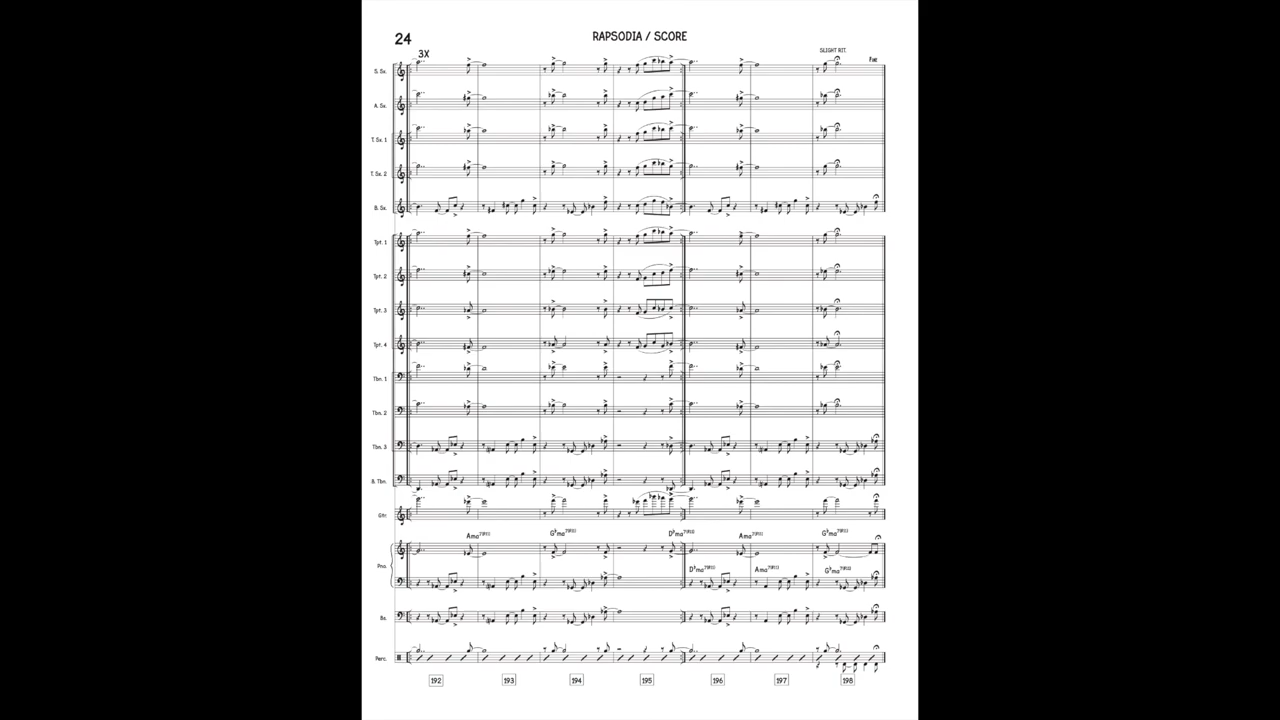 24
RAPSODIA / SCORE
3X
SLIGHT RIT.
FINE
S. Sx.
A. Sx.
T. Sx. 1
T. Sx. 2
B. Sx.
Tpt. 1
Tpt. 2
Tpt. 3
Tpt. 4
Tbn. 1
Tbn. 2
Tbn. 3
B. Tbn.
Gtr.
Pno.
Bs.
Perc.
192 193 194 195 196 197 198